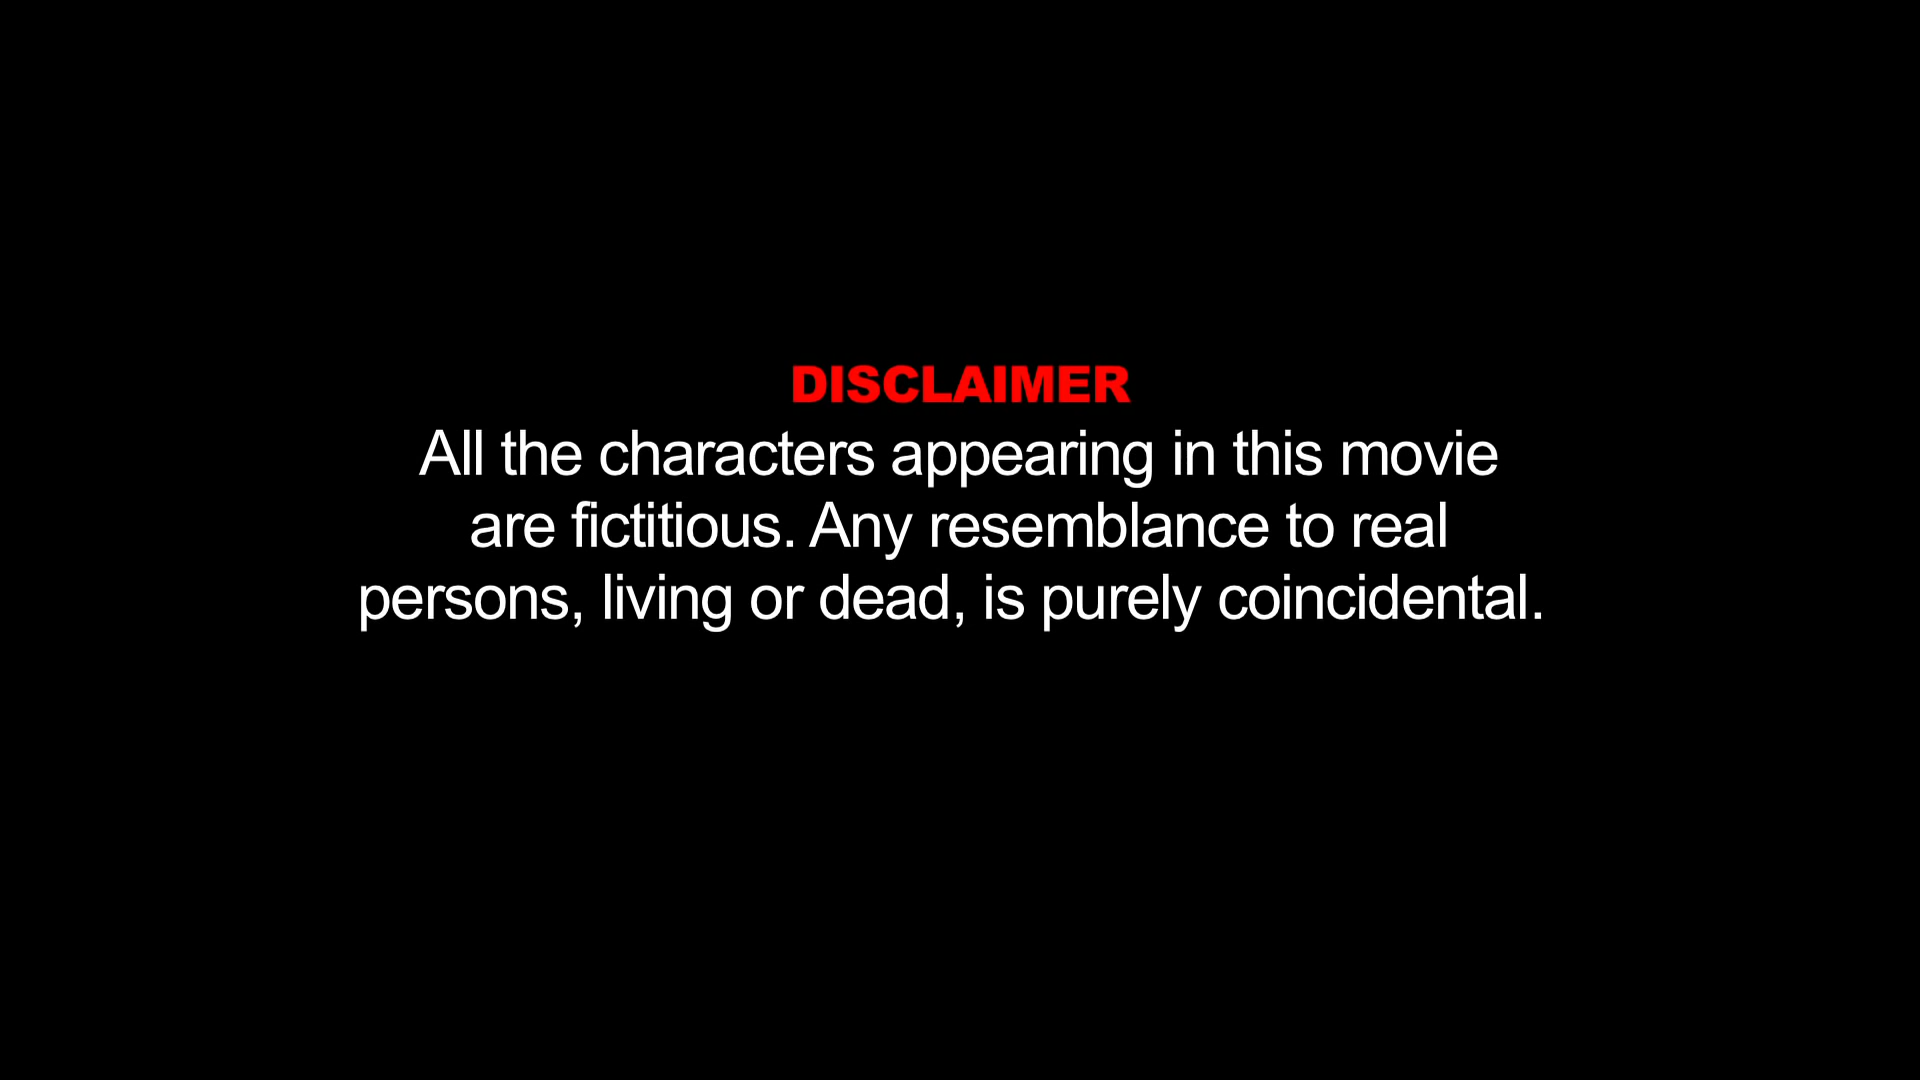 DISCLAIMER
All the characters appearing in this movie
are fictitious. Any resemblance to real
persons, living or dead, is purely coincidental.